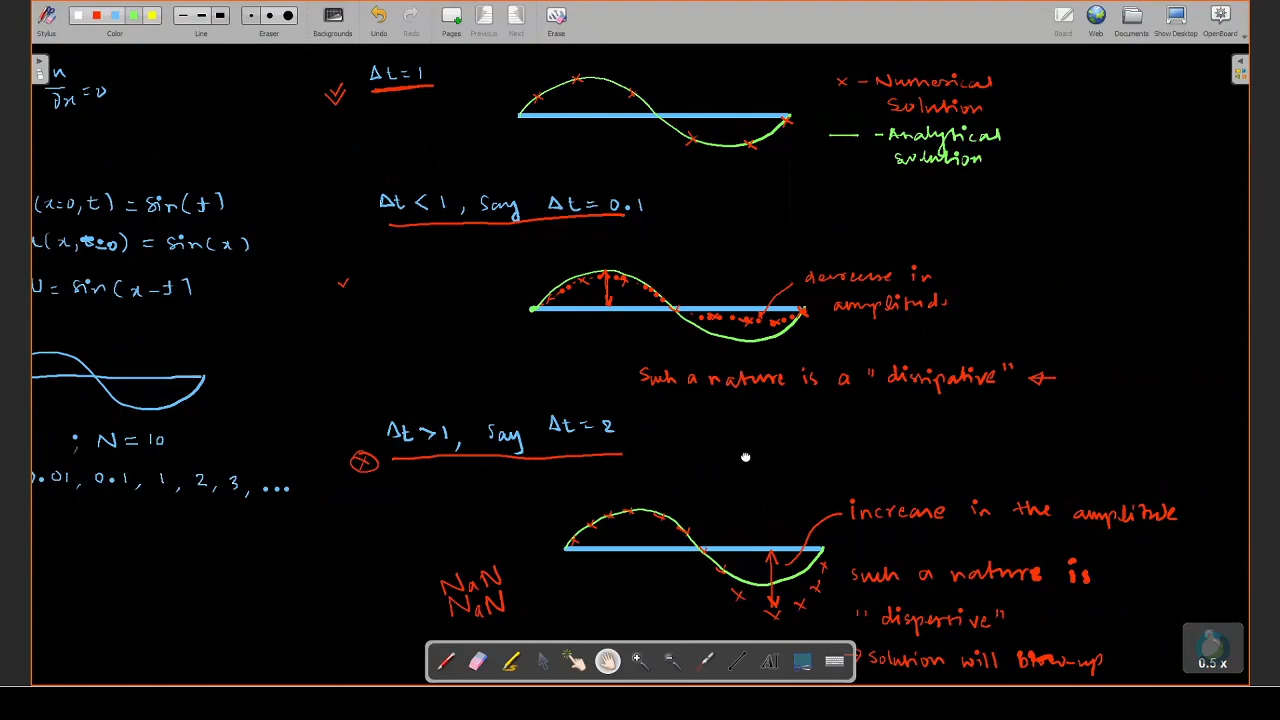 Stylus
Color
Line
Eraser
Backgrounds
Undo
Redo
Pages
Previous
Next
Erase
Board
Web
Documents
Show Desktop
OpenBoard
∂x = 0
Δt = 1
x - Numerical
Solution
— - Analytical
solution
(x=0, t) = sin(t)
Δt < 1, say Δt = 0.1
= sin(x)
U = sin(x-t)
decrease in
amplitude
Such a nature is a "dissipative" ←
Δt > 1, say Δt = 2
; N = 10
0.01, 0.1, 1, 2, 3, ...
increase in the amplitude
NaN
NaN
such a nature is
"dispersive"
→ Solution will Blow-up
0.5 x